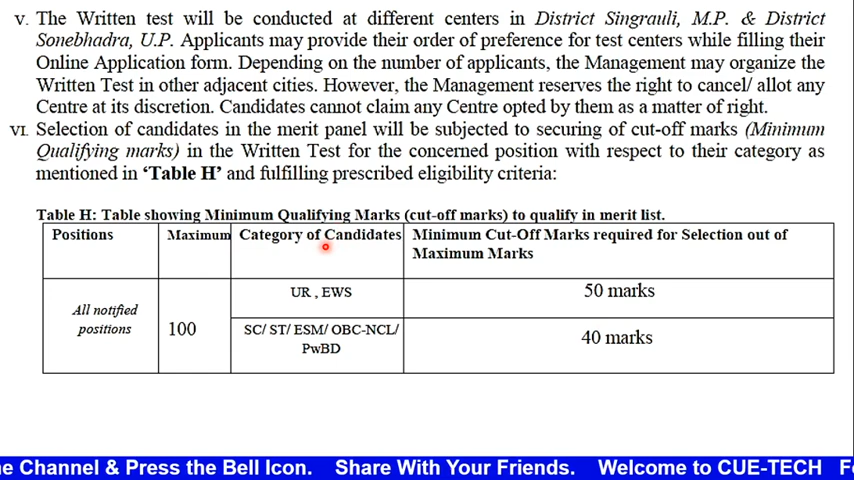 v. The Written test will be conducted at different centers in District Singrauli, M.P. & District
Sonebhadra, U.P. Applicants may provide their order of preference for test centers while filling their
Online Application form. Depending on the number of applicants, the Management may organize the
Written Test in other adjacent cities. However, the Management reserves the right to cancel/ allot any
Centre at its discretion. Candidates cannot claim any Centre opted by them as a matter of right.
VI. Selection of candidates in the merit panel will be subjected to securing of cut-off marks (Minimum
Qualifying marks) in the Written Test for the concerned position with respect to their category as
mentioned in ‘Table H’ and fulfilling prescribed eligibility criteria:
Table H: Table showing Minimum Qualifying Marks (cut-off marks) to qualify in merit list.
Positions Maximum Category of Candidates Minimum Cut-Off Marks required for Selection out of
Maximum Marks
All notified
positions
100
UR , EWS 50 marks
SC/ ST/ ESM/ OBC-NCL/
PwBD
40 marks
e Channel & Press the Bell Icon. Share With Your Friends. Welcome to CUE-TECH Fo